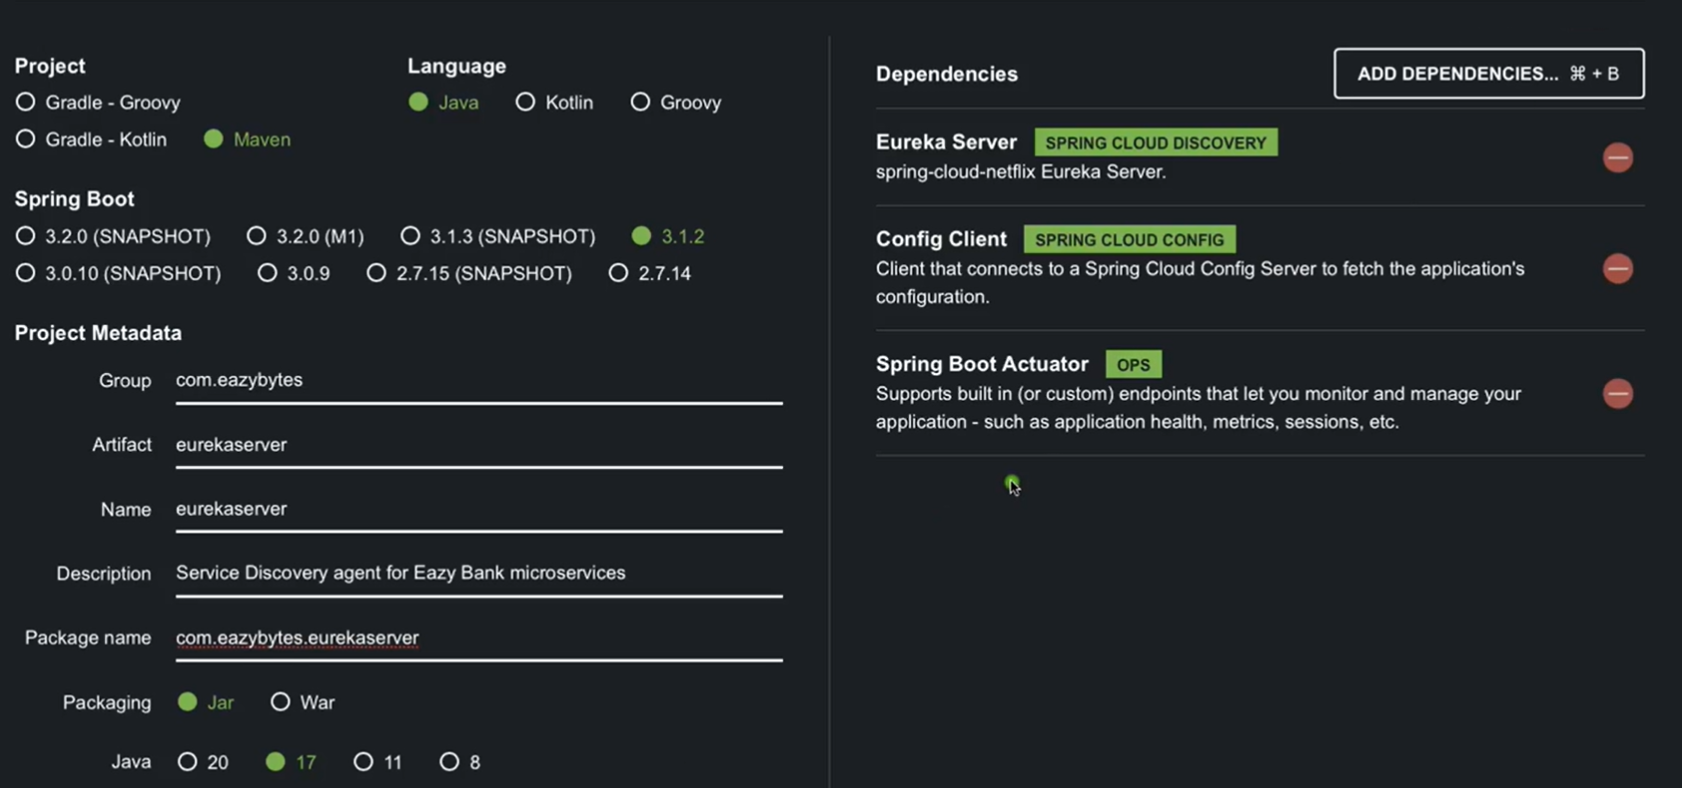 Project
Gradle - Groovy
Gradle - Kotlin Maven
Language
Java Kotlin Groovy
Spring Boot
3.2.0 (SNAPSHOT) 3.2.0 (M1) 3.1.3 (SNAPSHOT) 3.1.2
3.0.10 (SNAPSHOT) 3.0.9 2.7.15 (SNAPSHOT) 2.7.14
Project Metadata
Group com.eazybytes
Artifact eurekaserver
Name eurekaserver
Description Service Discovery agent for Eazy Bank microservices
Package name com.eazybytes.eurekaserver
Packaging Jar War
Java 20 17 11 8
Dependencies ADD DEPENDENCIES... ⌘ + B
Eureka Server SPRING CLOUD DISCOVERY
spring-cloud-netflix Eureka Server.
Config Client SPRING CLOUD CONFIG
Client that connects to a Spring Cloud Config Server to fetch the application's
configuration.
Spring Boot Actuator OPS
Supports built in (or custom) endpoints that let you monitor and manage your
application - such as application health, metrics, sessions, etc.